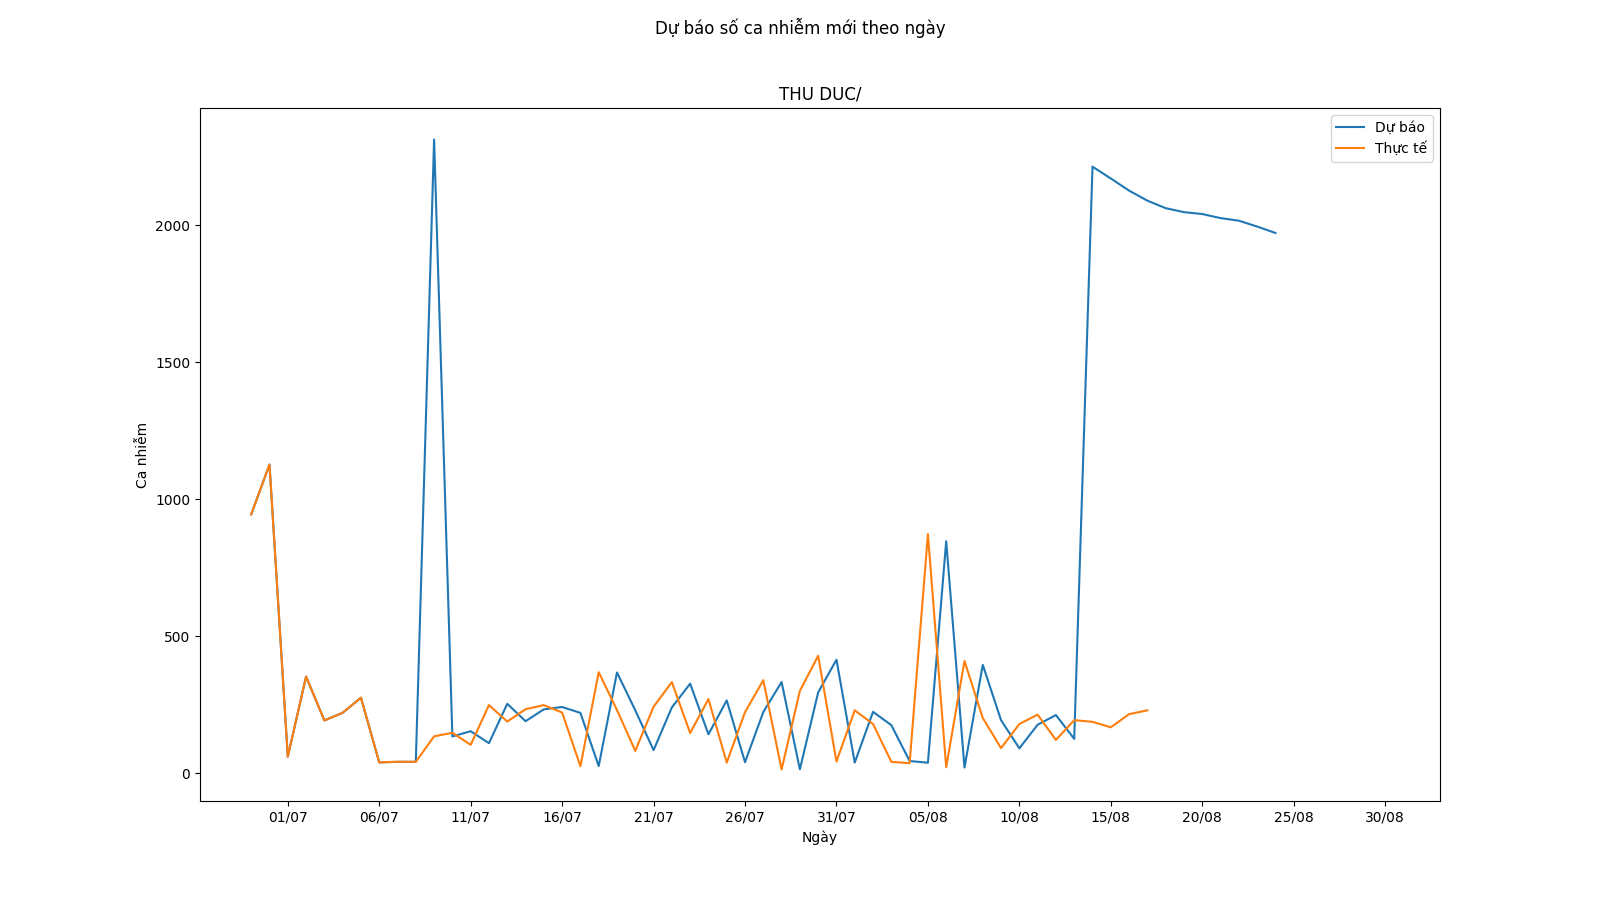 Dự báo số ca nhiễm mới theo ngày
THU DUC/
Dự báo
Thực tế
Ca nhiễm
2000
1500
1000
500
0
01/07 06/07 11/07 16/07 21/07 26/07 31/07 05/08 10/08 15/08 20/08 25/08 30/08
Ngày